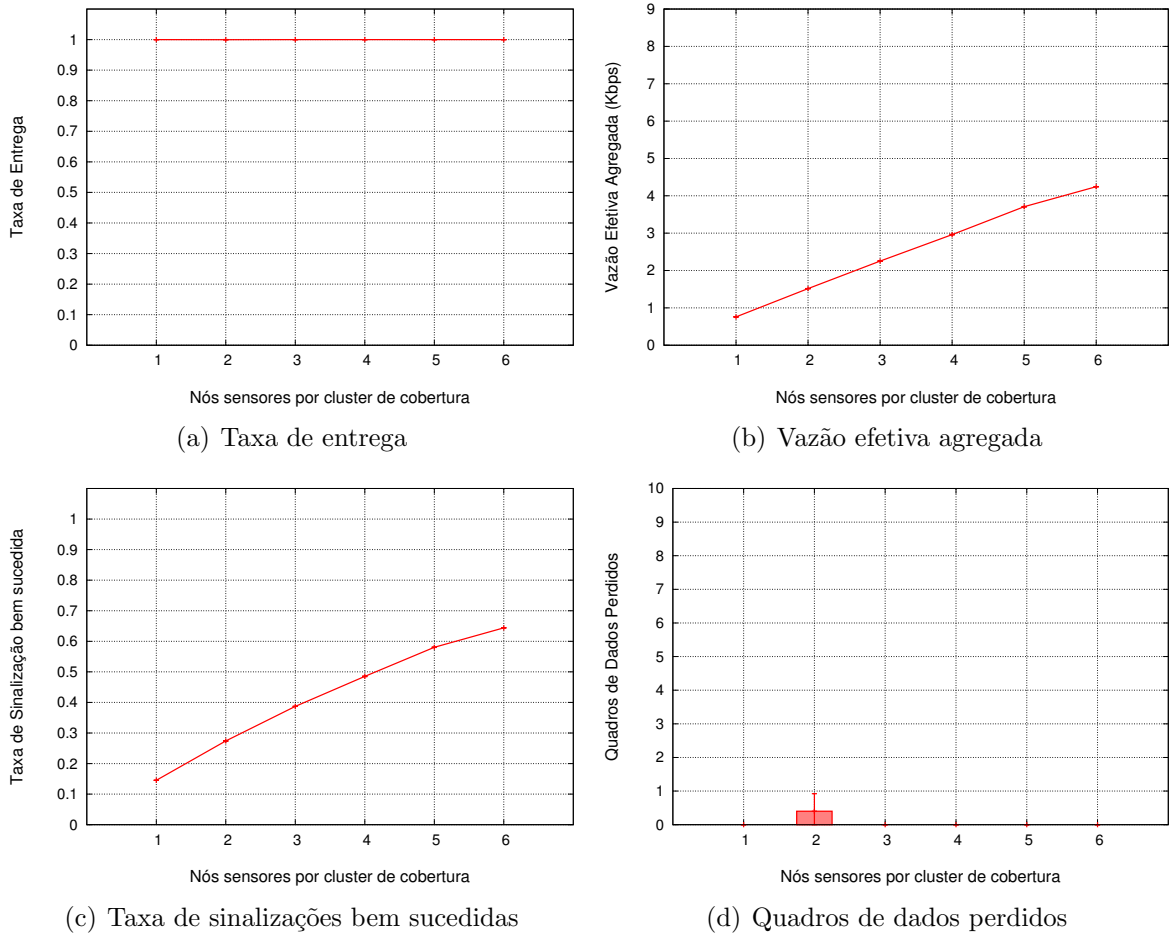 1
0.9
0.8
0.7
0.6
0.5
0.4
0.3
0.2
0.1
0
Taxa de Entrega
1 2 3 4 5 6
Nós sensores por cluster de cobertura
(a) Taxa de entrega
9
8
7
6
5
4
3
2
1
0
Vazão Efetiva Agregada (Kbps)
1 2 3 4 5 6
Nós sensores por cluster de cobertura
(b) Vazão efetiva agregada
1
0.9
0.8
0.7
0.6
0.5
0.4
0.3
0.2
0.1
0
Taxa de Sinalização bem sucedida
1 2 3 4 5 6
Nós sensores por cluster de cobertura
(c) Taxa de sinalizações bem sucedidas
10
9
8
7
6
5
4
3
2
1
0
Quadros de Dados Perdidos
1 2 3 4 5 6
Nós sensores por cluster de cobertura
(d) Quadros de dados perdidos